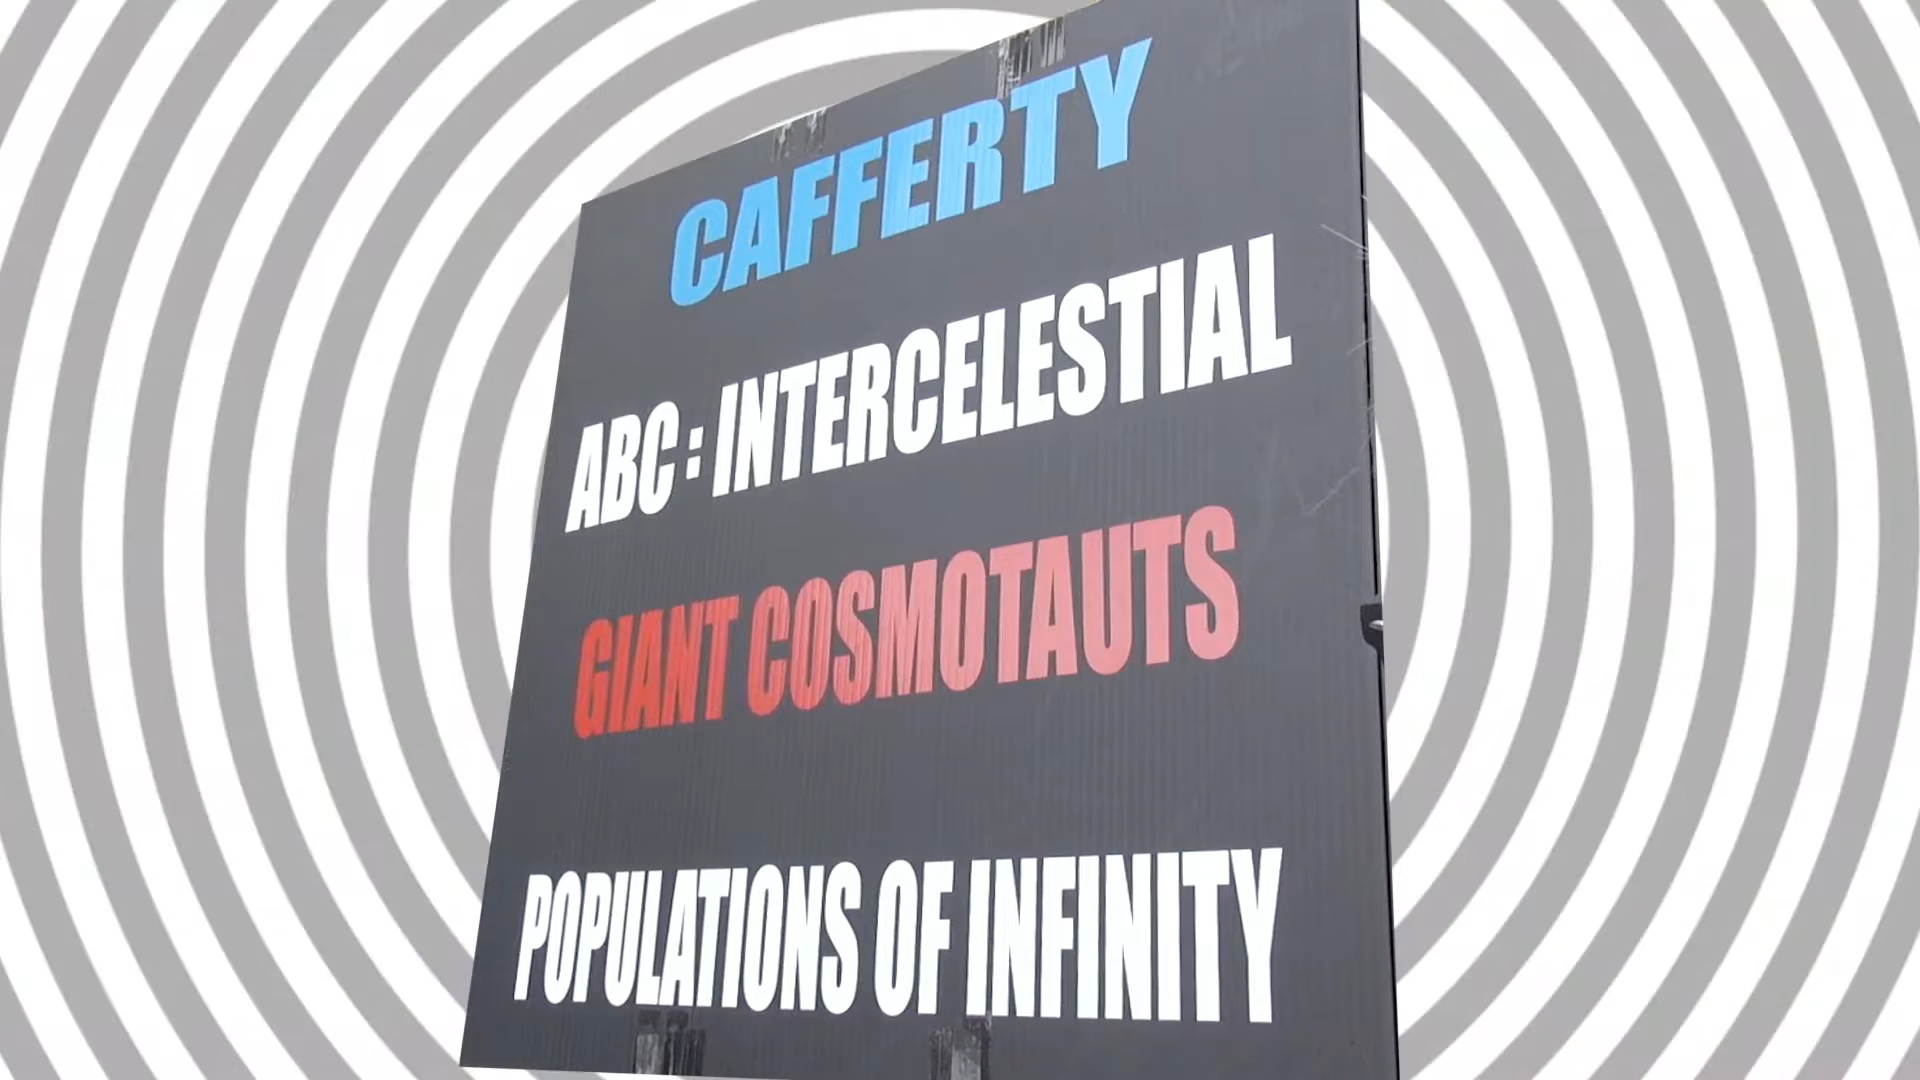 CAFFERTY
ABC : INTERCELESTIAL
GIANT COSMOTAUTS
POPULATIONS OF INFINITY